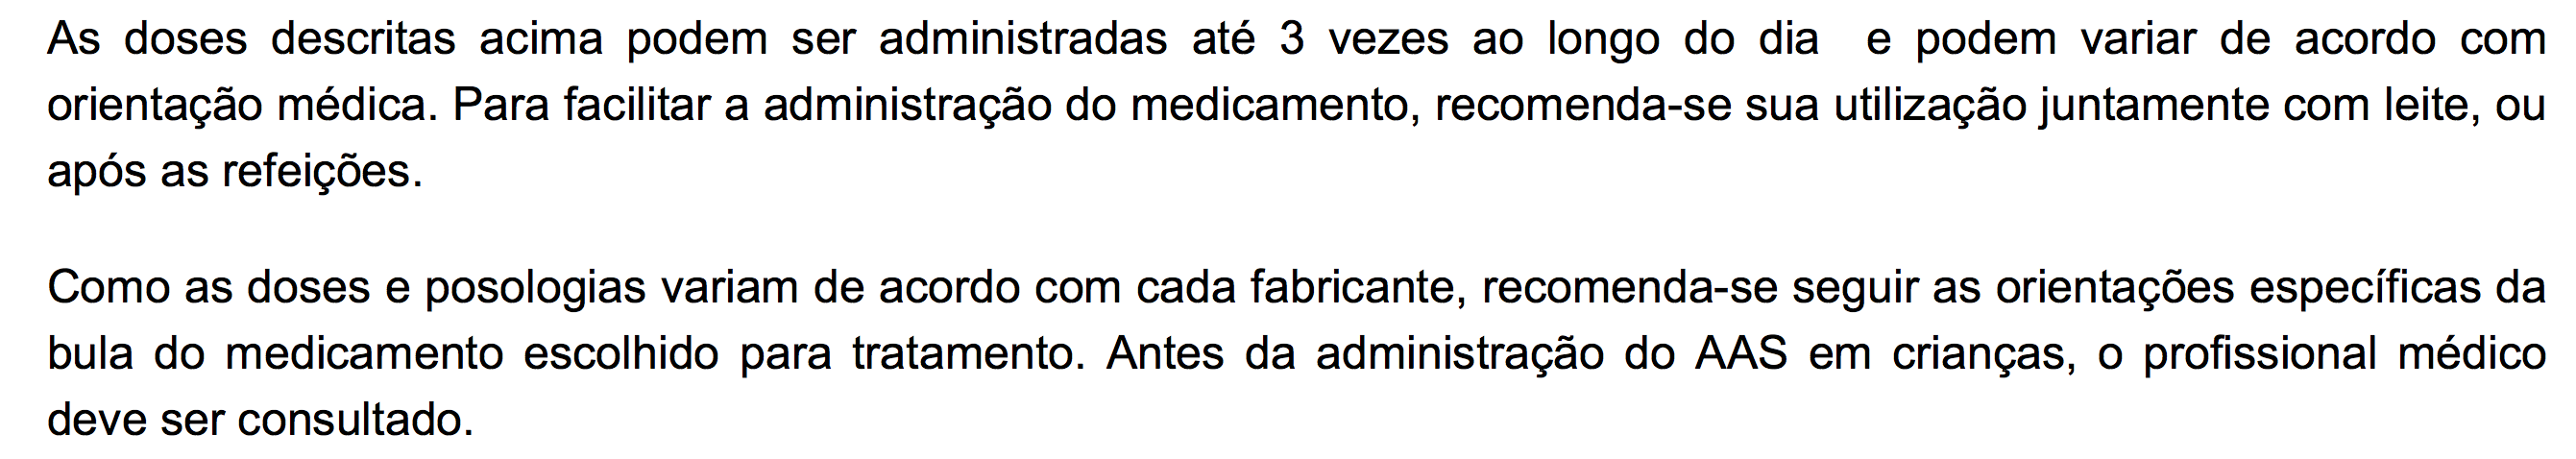 As doses descritas acima podem ser administradas até 3 vezes ao longo do dia  e podem variar de acordo com
orientação médica. Para facilitar a administração do medicamento, recomenda-se sua utilização juntamente com leite, ou
após as refeições.
Como as doses e posologias variam de acordo com cada fabricante, recomenda-se seguir as orientações específicas da
bula do medicamento escolhido para tratamento. Antes da administração do AAS em crianças, o profissional médico
deve ser consultado.